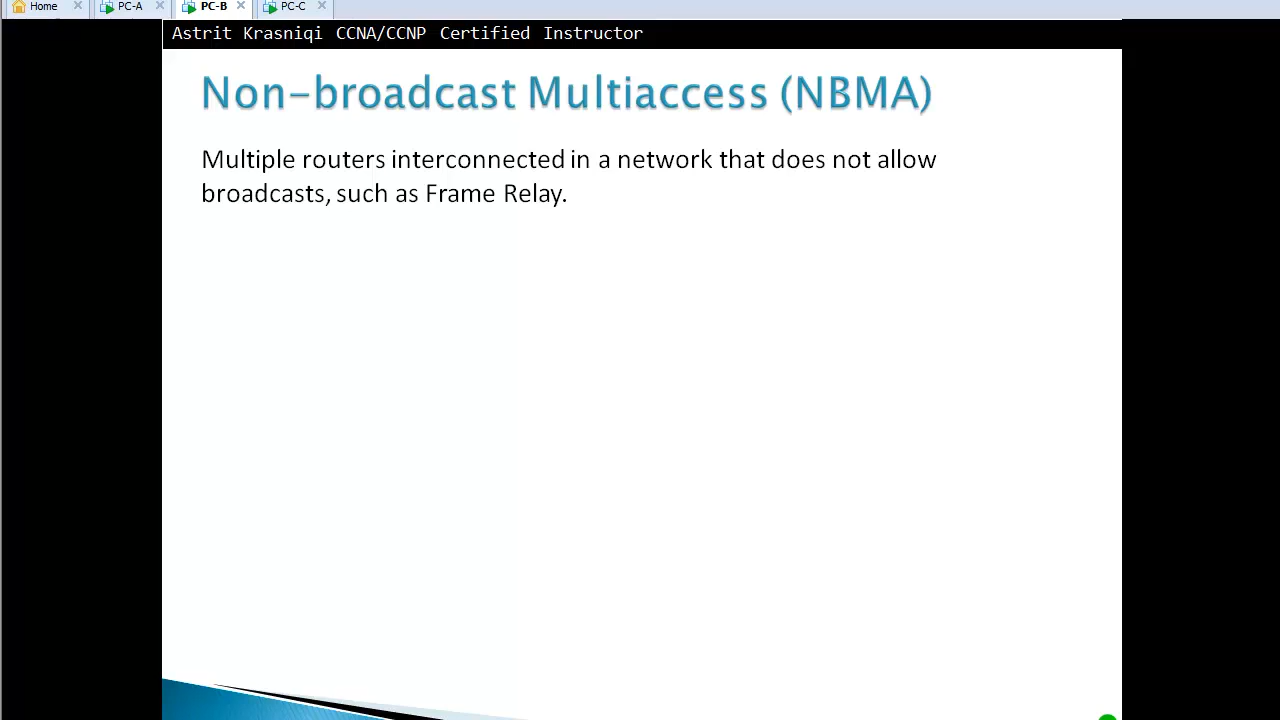 Home PC-A PC-B PC-C
Astrit Krasniqi CCNA/CCNP Certified Instructor
Non-broadcast Multiaccess (NBMA)
Multiple routers interconnected in a network that does not allow
broadcasts, such as Frame Relay.